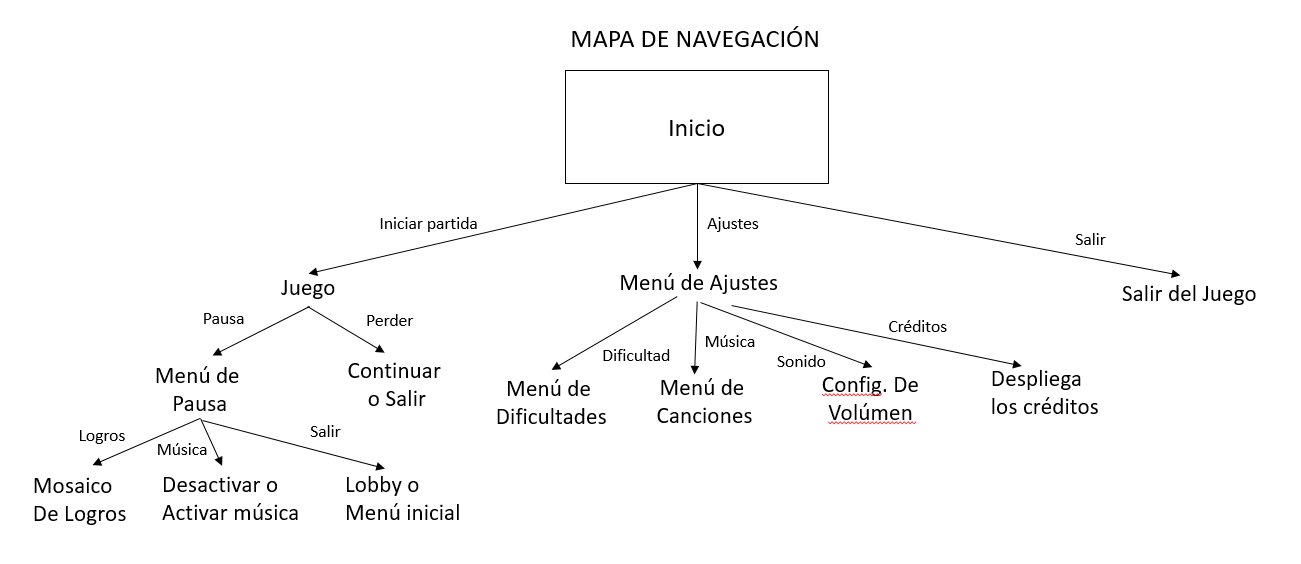 MAPA DE NAVEGACIÓN
Inicio
Iniciar partida
Ajustes
Salir
Juego
Menú de Ajustes
Salir del Juego
Pausa
Perder
Dificultad
Música
Sonido
Créditos
Menú de
Pausa
Continuar
o Salir
Menú de
Dificultades
Menú de
Canciones
Config. De
Volúmen
Despliega
los créditos
Logros
Música
Salir
Mosaico
De Logros
Desactivar o
Activar música
Lobby o
Menú inicial